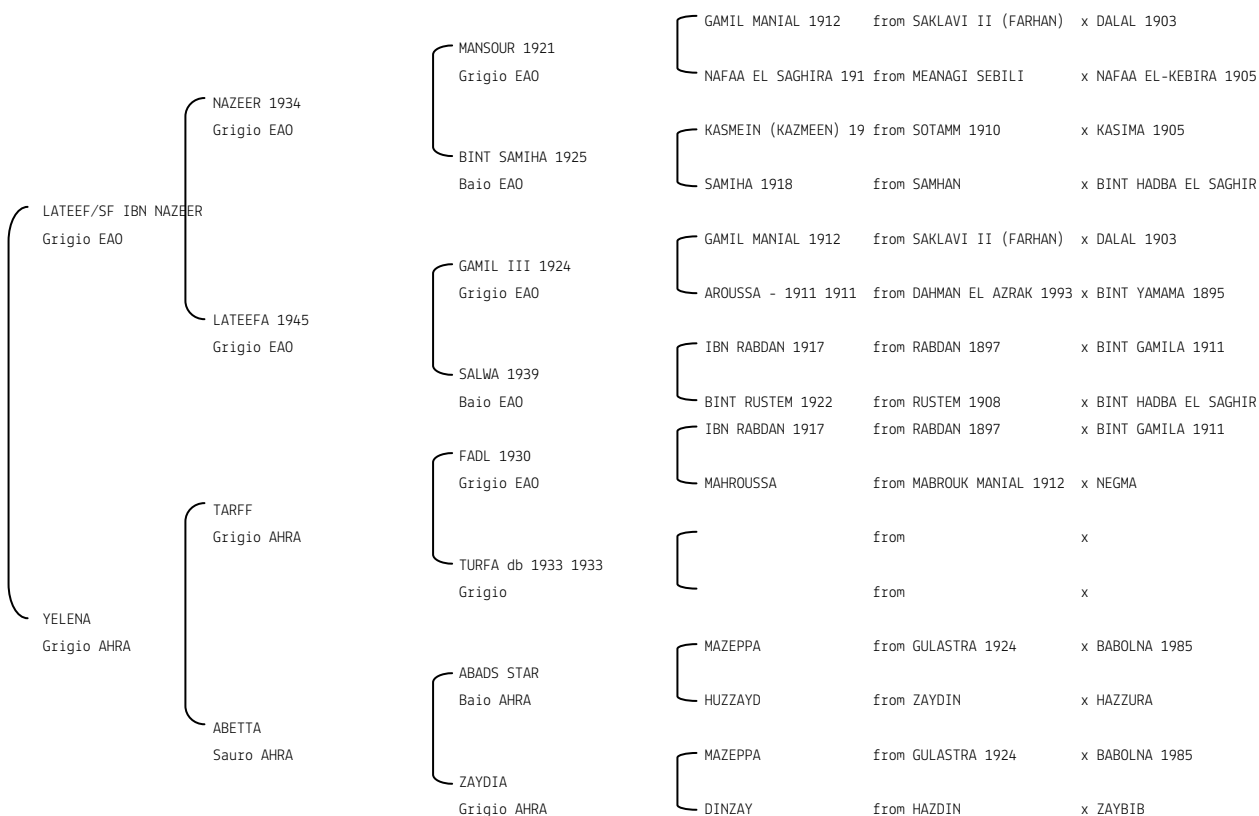 GAMIL MANIAL 1912 from SAKLAVI II (FARHAN) x DALAL 1903
MANSOUR 1921
Grigio EAO
NAFAA EL SAGHIRA 191 from MEANAGI SEBILI x NAFAA EL-KEBIRA 1905
NAZEER 1934
Grigio EAO
KASMEIN (KAZMEEN) 19 from SOTAMM 1910 x KASIMA 1905
BINT SAMIHA 1925
Baio EAO
SAMIHA 1918 from SAMHAN x BINT HADBA EL SAGHIR
LATEEF/SF IBN NAZEER
Grigio EAO
GAMIL MANIAL 1912 from SAKLAVI II (FARHAN) x DALAL 1903
GAMIL III 1924
Grigio EAO
AROUSSA - 1911 1911 from DAHMAN EL AZRAK 1993 x BINT YAMAMA 1895
LATEEFA 1945
Grigio EAO
IBN RABDAN 1917 from RABDAN 1897 x BINT GAMILA 1911
SALWA 1939
Baio EAO
BINT RUSTEM 1922 from RUSTEM 1908 x BINT HADBA EL SAGHIR
IBN RABDAN 1917 from RABDAN 1897 x BINT GAMILA 1911
FADL 1930
Grigio EAO
MAHROUSSA from MABROUK MANIAL 1912 x NEGMA
TARFF
Grigio AHRA
from x
TURFA db 1933 1933
Grigio
from x
YELENA
Grigio AHRA
MAZEPPA from GULASTRA 1924 x BABOLNA 1985
ABADS STAR
Baio AHRA
HUZZAYD from ZAYDIN x HAZZURA
ABETTA
Sauro AHRA
MAZEPPA from GULASTRA 1924 x BABOLNA 1985
ZAYDIA
Grigio AHRA
DINZAY from HAZDIN x ZAYBIB